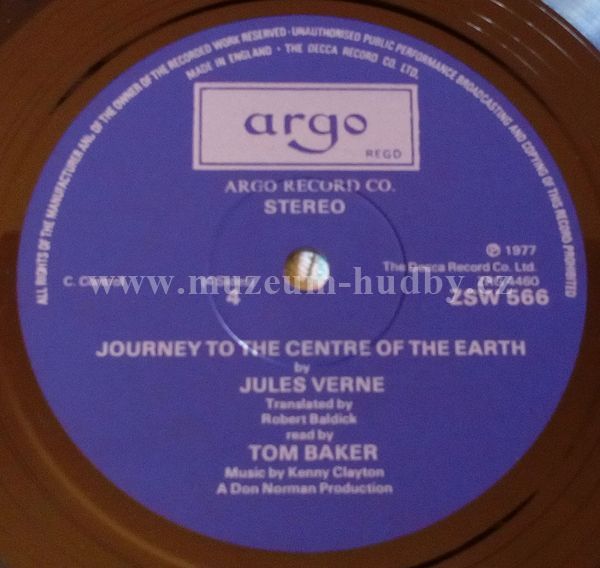 ALL RIGHTS OF THE MANUFACTURER AND OF THE OWNER OF THE RECORDED WORK RESERVED · UNAUTHORISED PUBLIC PERFORMANCE BROADCASTING AND COPYING OF THIS RECORD PROHIBITED
MADE IN ENGLAND · THE DECCA RECORD CO. LTD.
argo
REGD
ARGO RECORD CO.
STEREO
℗ 1977
The Decca Record Co. Ltd.
C.
4460
4
ZSW 566
www.muzeum-hudby.cz
JOURNEY TO THE CENTRE OF THE EARTH
by
JULES VERNE
Translated by
Robert Baldick
read by
TOM BAKER
Music by Kenny Clayton
A Don Norman Production